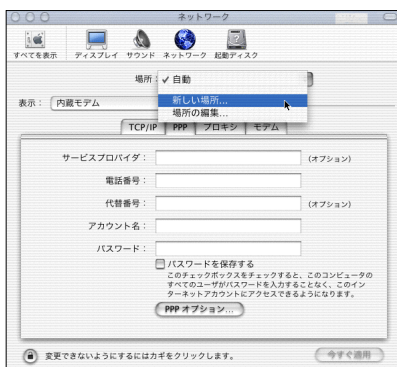 ネットワーク
すべてを表示 ディスプレイ サウンド ネットワーク 起動ディスク
場所： ✓ 自動
新しい場所...
場所の編集...
表示： 内蔵モデム
TCP/IP PPP プロキシ モデム
サービスプロバイダ： (オプション)
電話番号：
代替番号： (オプション)
アカウント名：
パスワード：
パスワードを保存する
このチェックボックスをチェックすると、このコンピュータの
すべてのユーザがパスワードを入力することなく、このイン
ターネットアカウントにアクセスできるようになります。
PPP オプション...
変更できないようにするにはカギをクリックします。
今すぐ適用